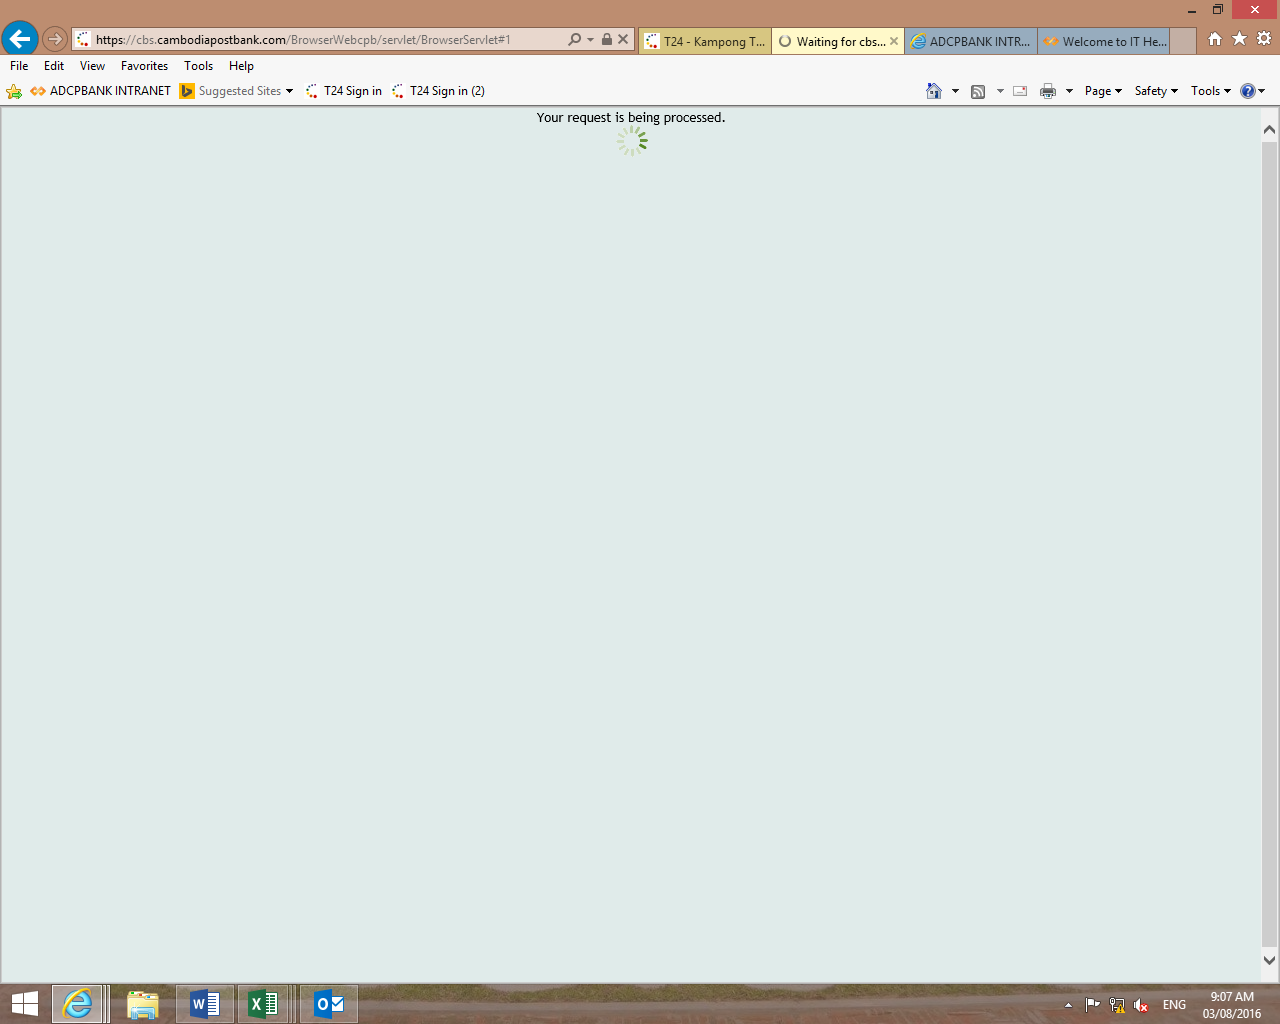 https://cbs.cambodiapostbank.com/BrowserWebcpb/servlet/BrowserServlet#1
T24 - Kampong T...
Waiting for cbs...
ADCPBANK INTR...
Welcome to IT He...
File Edit View Favorites Tools Help
ADCPBANK INTRANET Suggested Sites T24 Sign in T24 Sign in (2) Page Safety Tools
Your request is being processed.
ENG
9:07 AM
03/08/2016